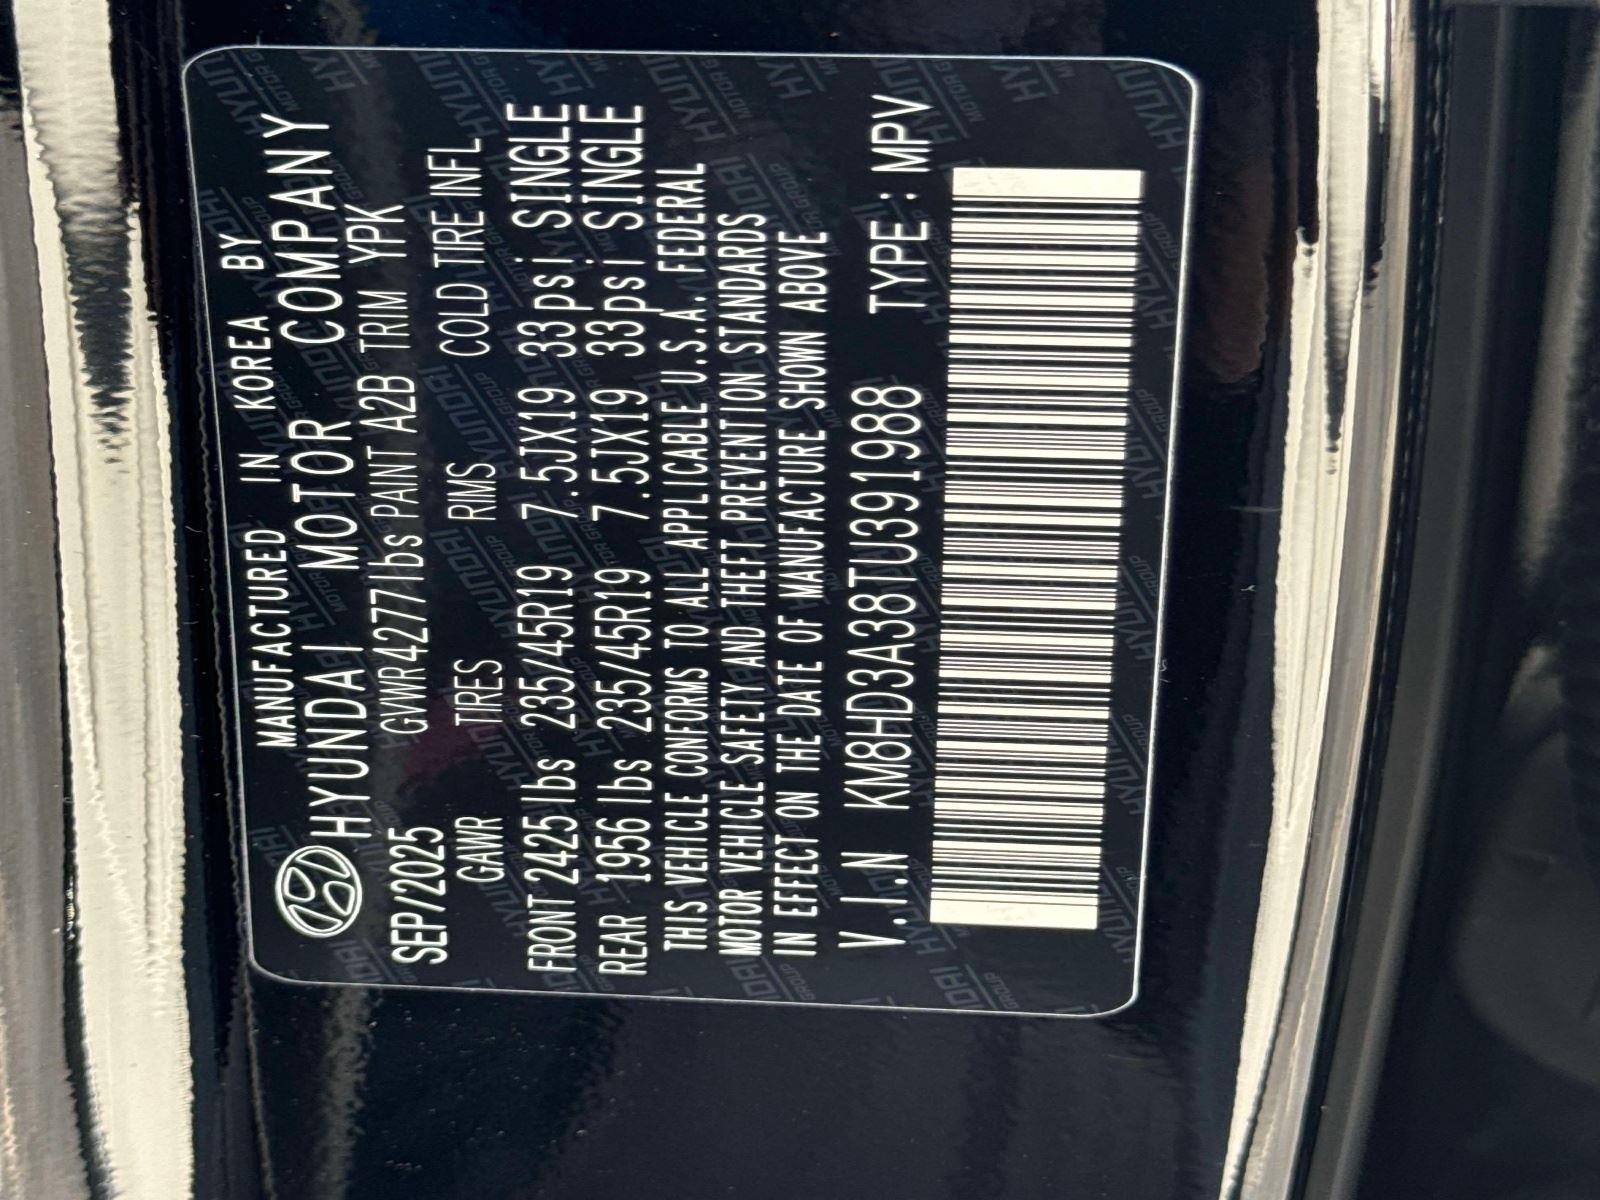 MANUFACTURED IN KOREA BY
HYUNDAI MOTOR COMPANY
SEP/2025 GVWR4277lbs PAINT A2B TRIM YPK
GAWR TIRES RIMS COLD TIRE INFL
FRONT 2425lbs 235/45R19 7.5JX19 33psi SINGLE
REAR 1956lbs 235/45R19 7.5JX19 33psi SINGLE
THIS VEHICLE CONFORMS TO ALL APPLICABLE U.S.A. FEDERAL
MOTOR VEHICLE SAFETY AND THEFT PREVENTION STANDARDS
IN EFFECT ON THE DATE OF MANUFACTURE SHOWN ABOVE
V.I.N KM8HD3A38TU391988 TYPE : MPV